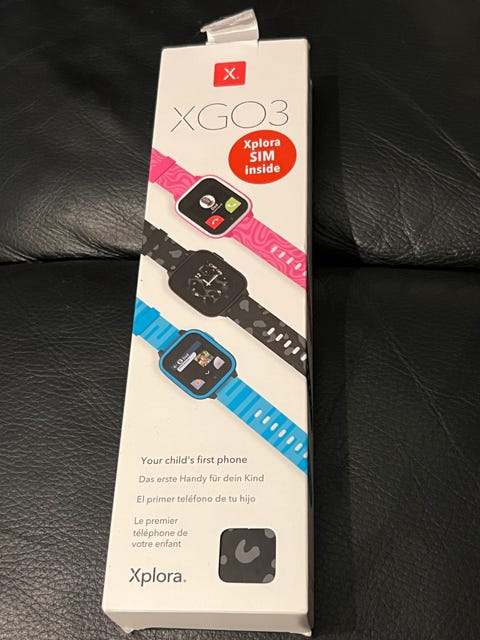 X
XGO3
Xplora
SIM
inside
Your child's first phone
Das erste Handy für dein Kind
El primer teléfono de tu hijo
Le premier
téléphone de
votre enfant
Xplora®